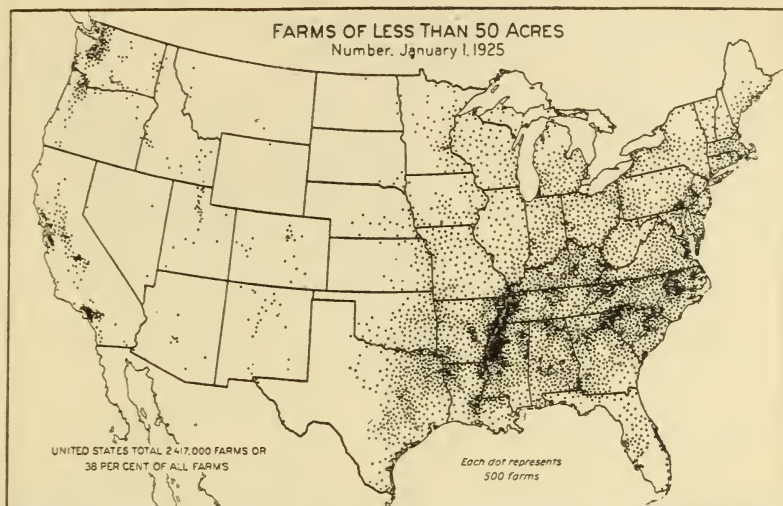 FARMS OF LESS THAN 50 ACRES
Number, January 1, 1925
UNITED STATES TOTAL 2 417,000 FARMS OR
38 PER CENT OF ALL FARMS
Each dot represents
500 farms